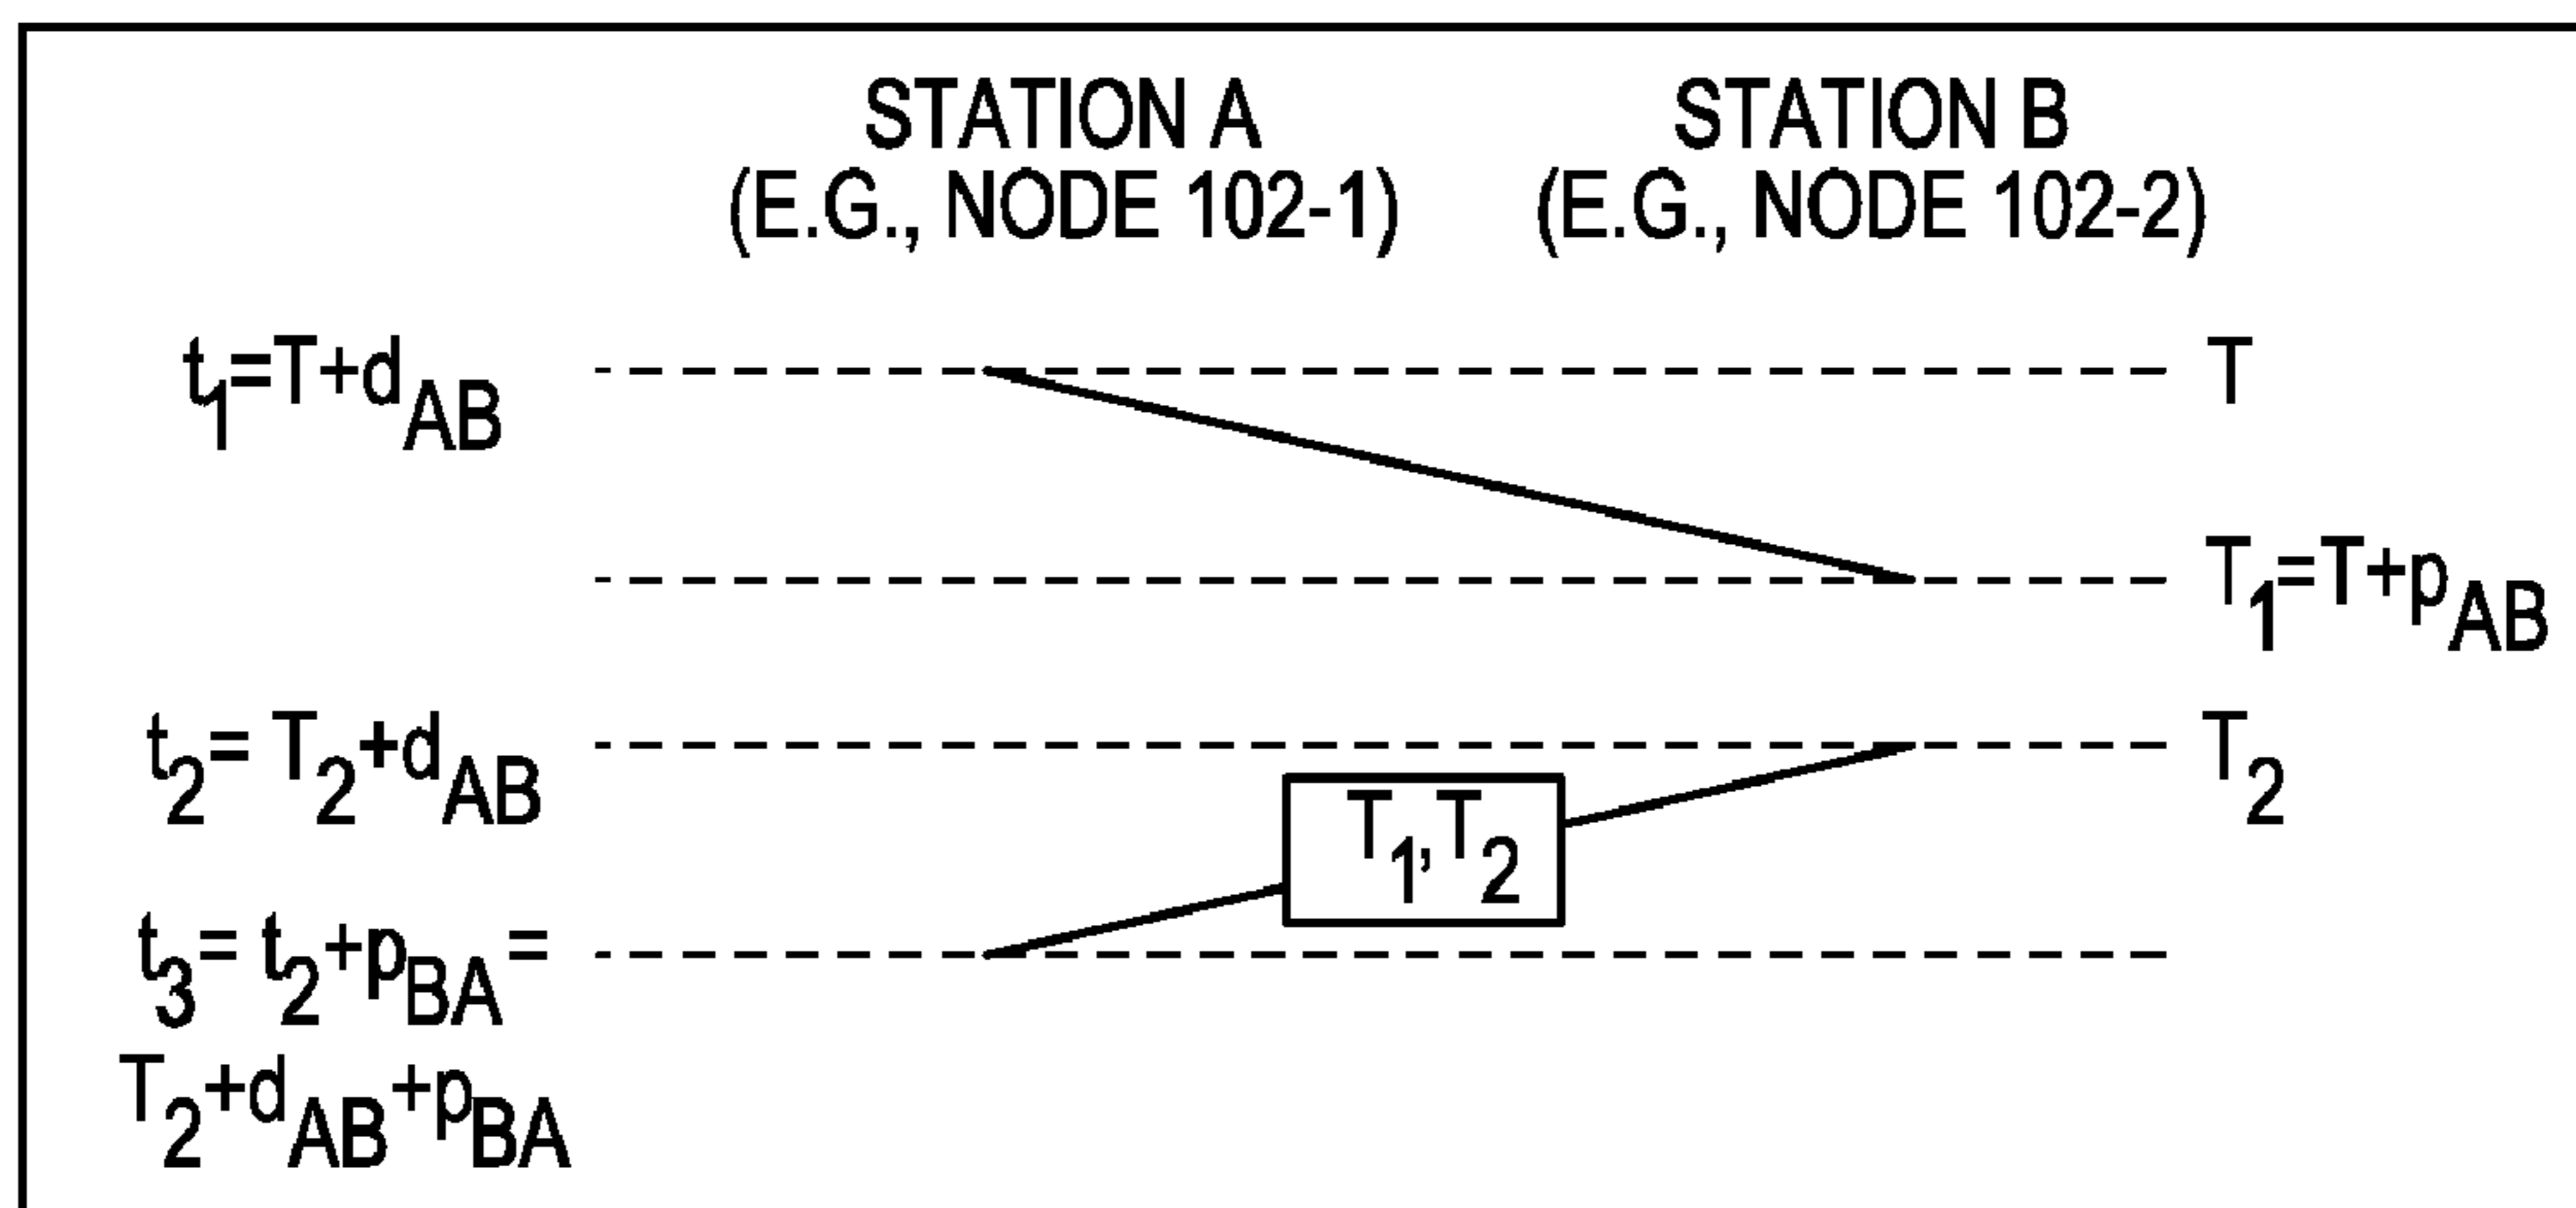 STATION A STATION B
(E.G., NODE 102-1) (E.G., NODE 102-2)
t1=T+dAB T
T1=T+pAB
t2= T2+dAB T2
T1,T2
t3= t2+pBA=
T2+dAB+pBA